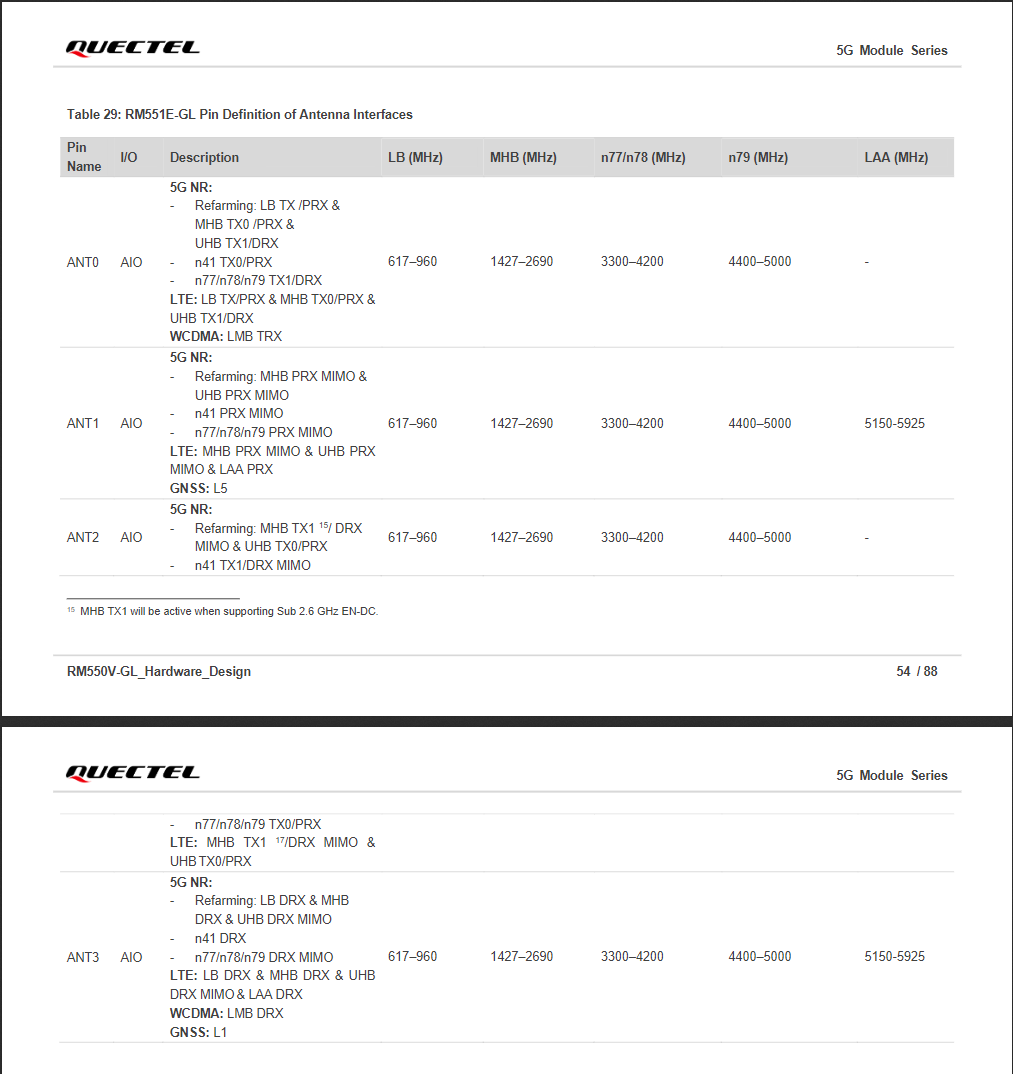 QUECTEL
5G Module Series
Table 29: RM551E-GL Pin Definition of Antenna Interfaces
Pin Name I/O Description LB (MHz) MHB (MHz) n77/n78 (MHz) n79 (MHz) LAA (MHz)
5G NR:
- Refarming: LB TX /PRX &
MHB TX0 /PRX &
UHB TX1/DRX
ANT0 AIO - n41 TX0/PRX 617–960 1427–2690 3300–4200 4400–5000 -
- n77/n78/n79 TX1/DRX
LTE: LB TX/PRX & MHB TX0/PRX &
UHB TX1/DRX
WCDMA: LMB TRX
5G NR:
- Refarming: MHB PRX MIMO &
UHB PRX MIMO
- n41 PRX MIMO
ANT1 AIO - n77/n78/n79 PRX MIMO 617–960 1427–2690 3300–4200 4400–5000 5150-5925
LTE: MHB PRX MIMO & UHB PRX
MIMO & LAA PRX
GNSS: L5
5G NR:
- Refarming: MHB TX1 15/ DRX
ANT2 AIO MIMO & UHB TX0/PRX 617–960 1427–2690 3300–4200 4400–5000 -
- n41 TX1/DRX MIMO
15 MHB TX1 will be active when supporting Sub 2.6 GHz EN-DC.
RM550V-GL_Hardware_Design 54 / 88
QUECTEL
5G Module Series
- n77/n78/n79 TX0/PRX
LTE: MHB TX1 17/DRX MIMO &
UHB TX0/PRX
5G NR:
- Refarming: LB DRX & MHB
DRX & UHB DRX MIMO
- n41 DRX
ANT3 AIO - n77/n78/n79 DRX MIMO 617–960 1427–2690 3300–4200 4400–5000 5150-5925
LTE: LB DRX & MHB DRX & UHB
DRX MIMO & LAA DRX
WCDMA: LMB DRX
GNSS: L1